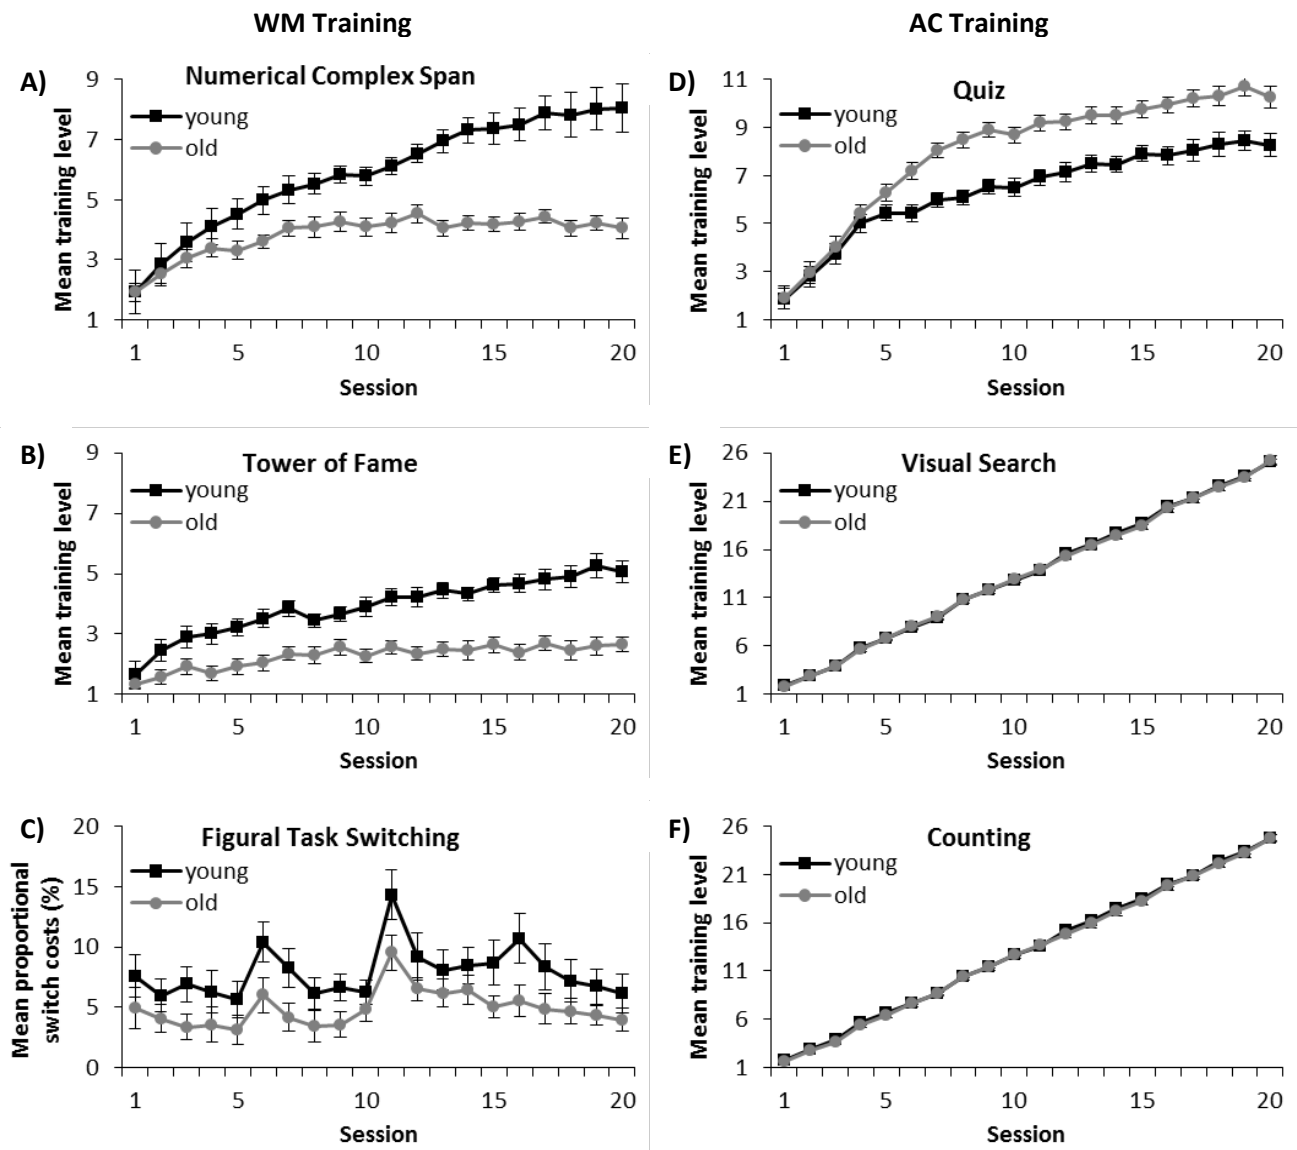 WM Training
AC Training
A)
Numerical Complex Span
young
old
Mean training level
9
7
5
3
1
1 5 10 15 20
Session
D)
Quiz
young
old
Mean training level
11
9
7
5
3
1
1 5 10 15 20
Session
B)
Tower of Fame
young
old
Mean training level
9
7
5
3
1
1 5 10 15 20
Session
E)
Visual Search
young
old
Mean training level
26
21
16
11
6
1
1 5 10 15 20
Session
C)
Figural Task Switching
young
old
Mean proportional
switch costs (%)
20
15
10
5
0
1 5 10 15 20
Session
F)
Counting
young
old
Mean training level
26
21
16
11
6
1
1 5 10 15 20
Session